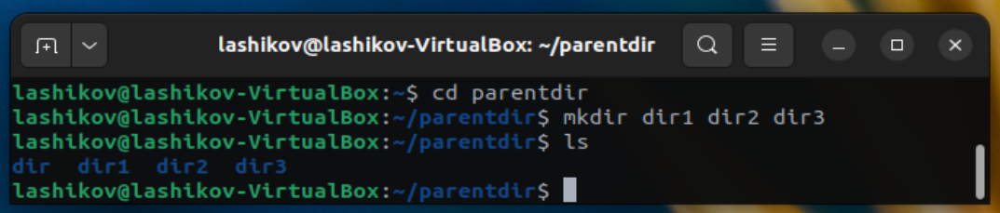 lashikov@lashikov-VirtualBox: ~/parentdir
lashikov@lashikov-VirtualBox:~$ cd parentdir
lashikov@lashikov-VirtualBox:~/parentdir$ mkdir dir1 dir2 dir3
lashikov@lashikov-VirtualBox:~/parentdir$ ls
dir  dir1  dir2  dir3
lashikov@lashikov-VirtualBox:~/parentdir$